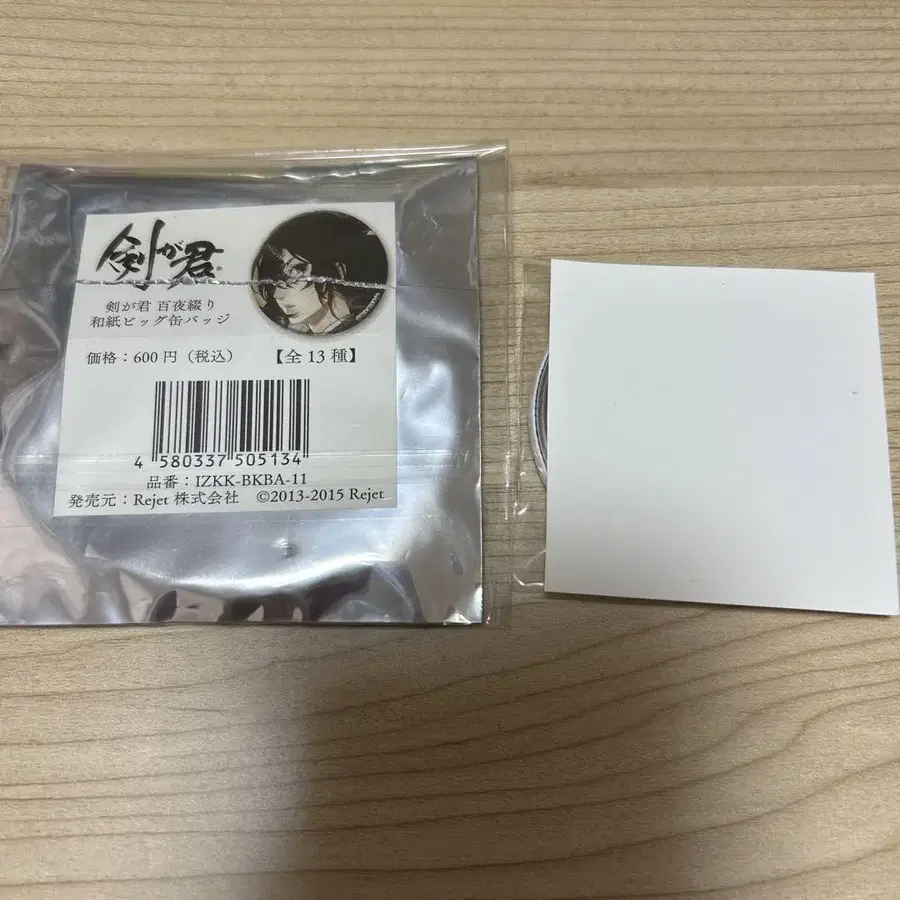 剣が君
剣が君 百夜綴り
和紙ビッグ缶バッジ
価格：600円（税込） 【全13種】
4 580337 505134
品番：IZKK-BKBA-11
発売元：Rejet 株式会社 ©2013-2015 Rejet